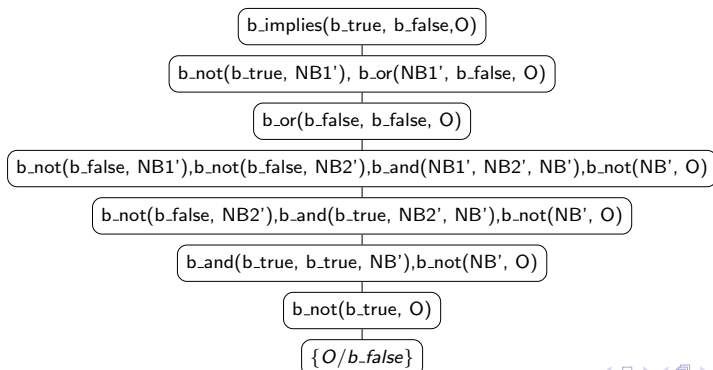 b_implies(b_true, b_false,O)
b_not(b_true, NB1'), b_or(NB1', b_false, O)
b_or(b_false, b_false, O)
b_not(b_false, NB1'),b_not(b_false, NB2'),b_and(NB1', NB2', NB'),b_not(NB', O)
b_not(b_false, NB2'),b_and(b_true, NB2', NB'),b_not(NB', O)
b_and(b_true, b_true, NB'),b_not(NB', O)
b_not(b_true, O)
{O/b_false}